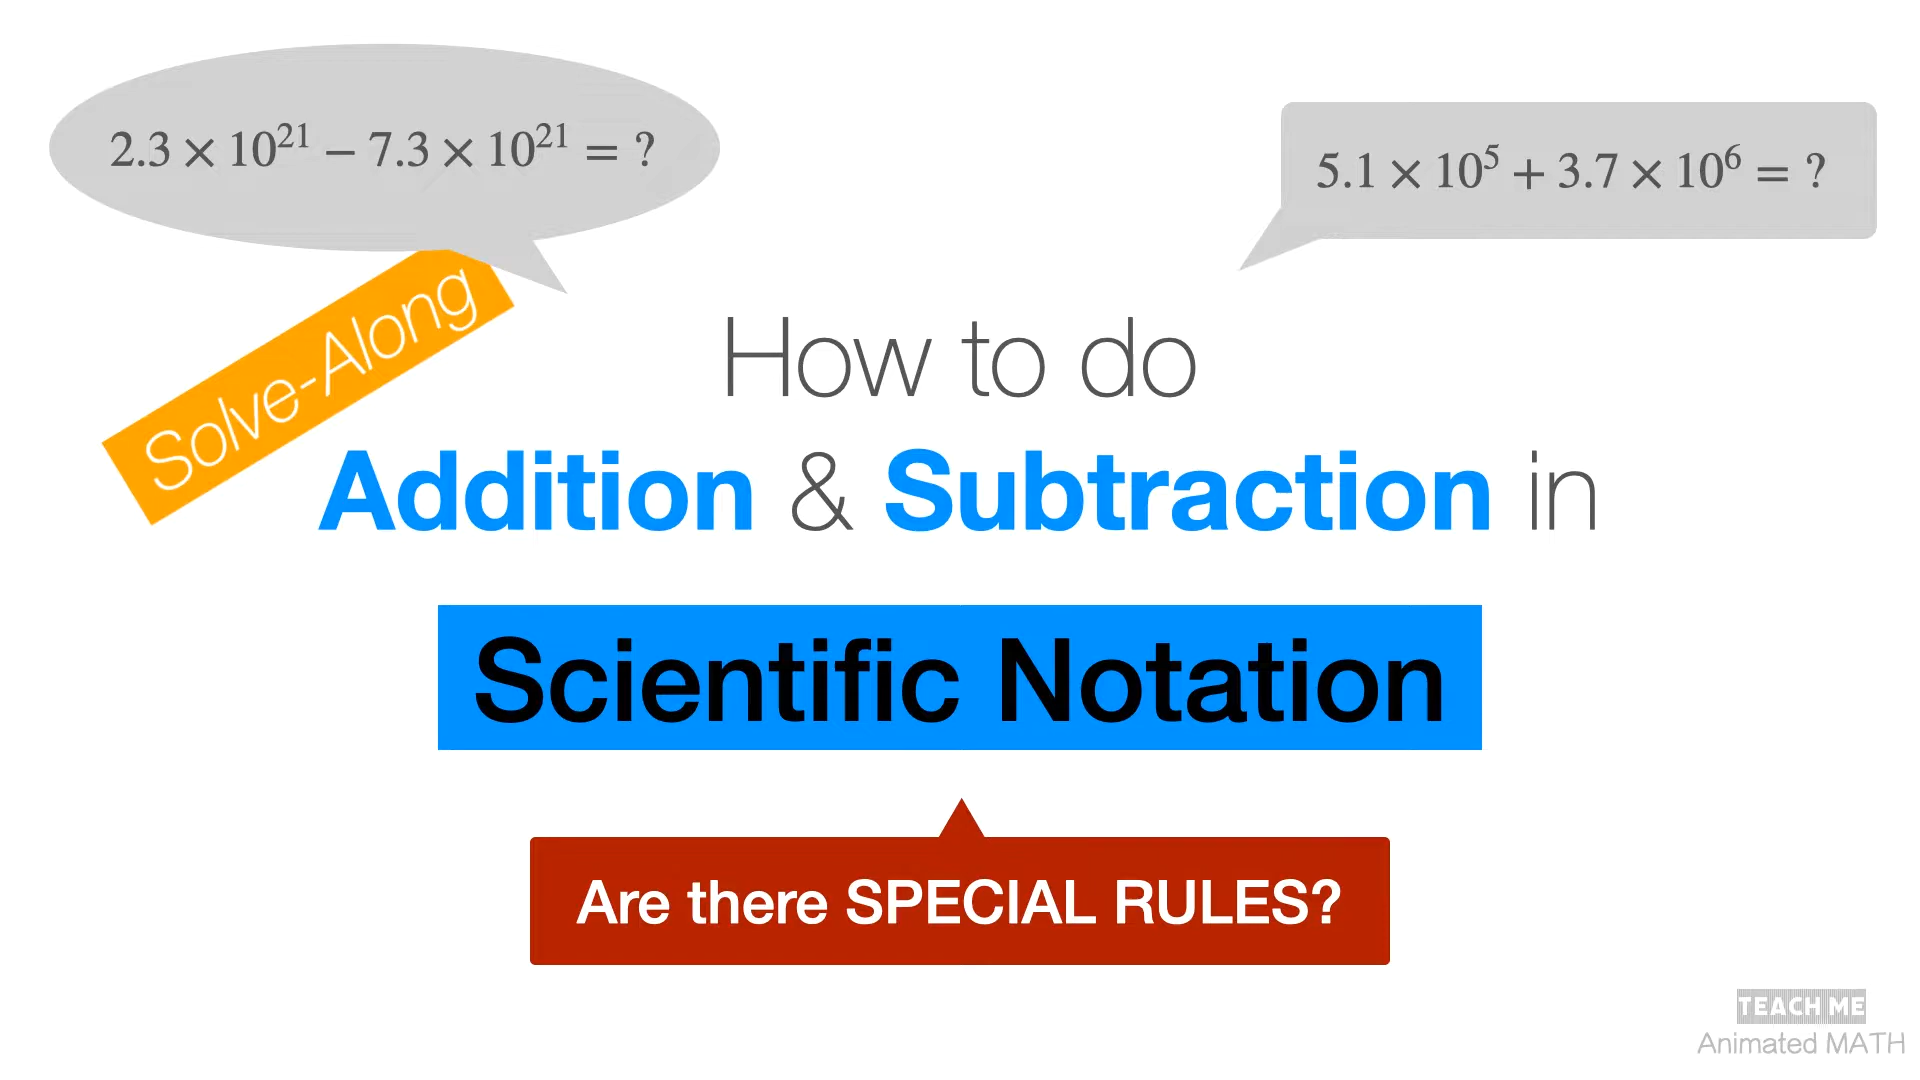 2.3 × 10²¹ − 7.3 × 10²¹ = ?
5.1 × 10⁵ + 3.7 × 10⁶ = ?
Solve-Along
How to do
Addition & Subtraction in
Scientific Notation
Are there SPECIAL RULES?
TEACH ME
Animated MATH